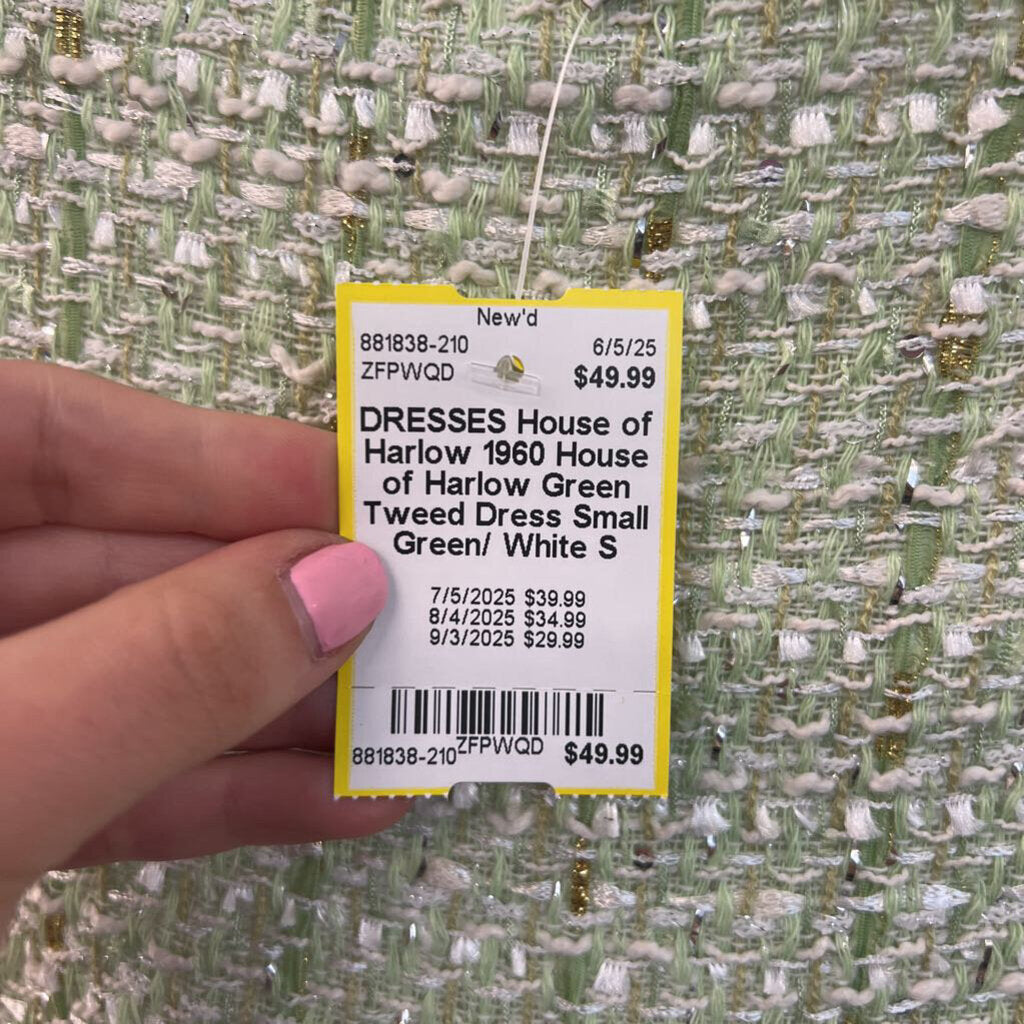 New'd
881838-210 6/5/25
ZFPWQD $49.99
DRESSES House of
Harlow 1960 House
of Harlow Green
Tweed Dress Small
Green/ White S
7/5/2025 $39.99
8/4/2025 $34.99
9/3/2025 $29.99
881838-210 ZFPWQD $49.99